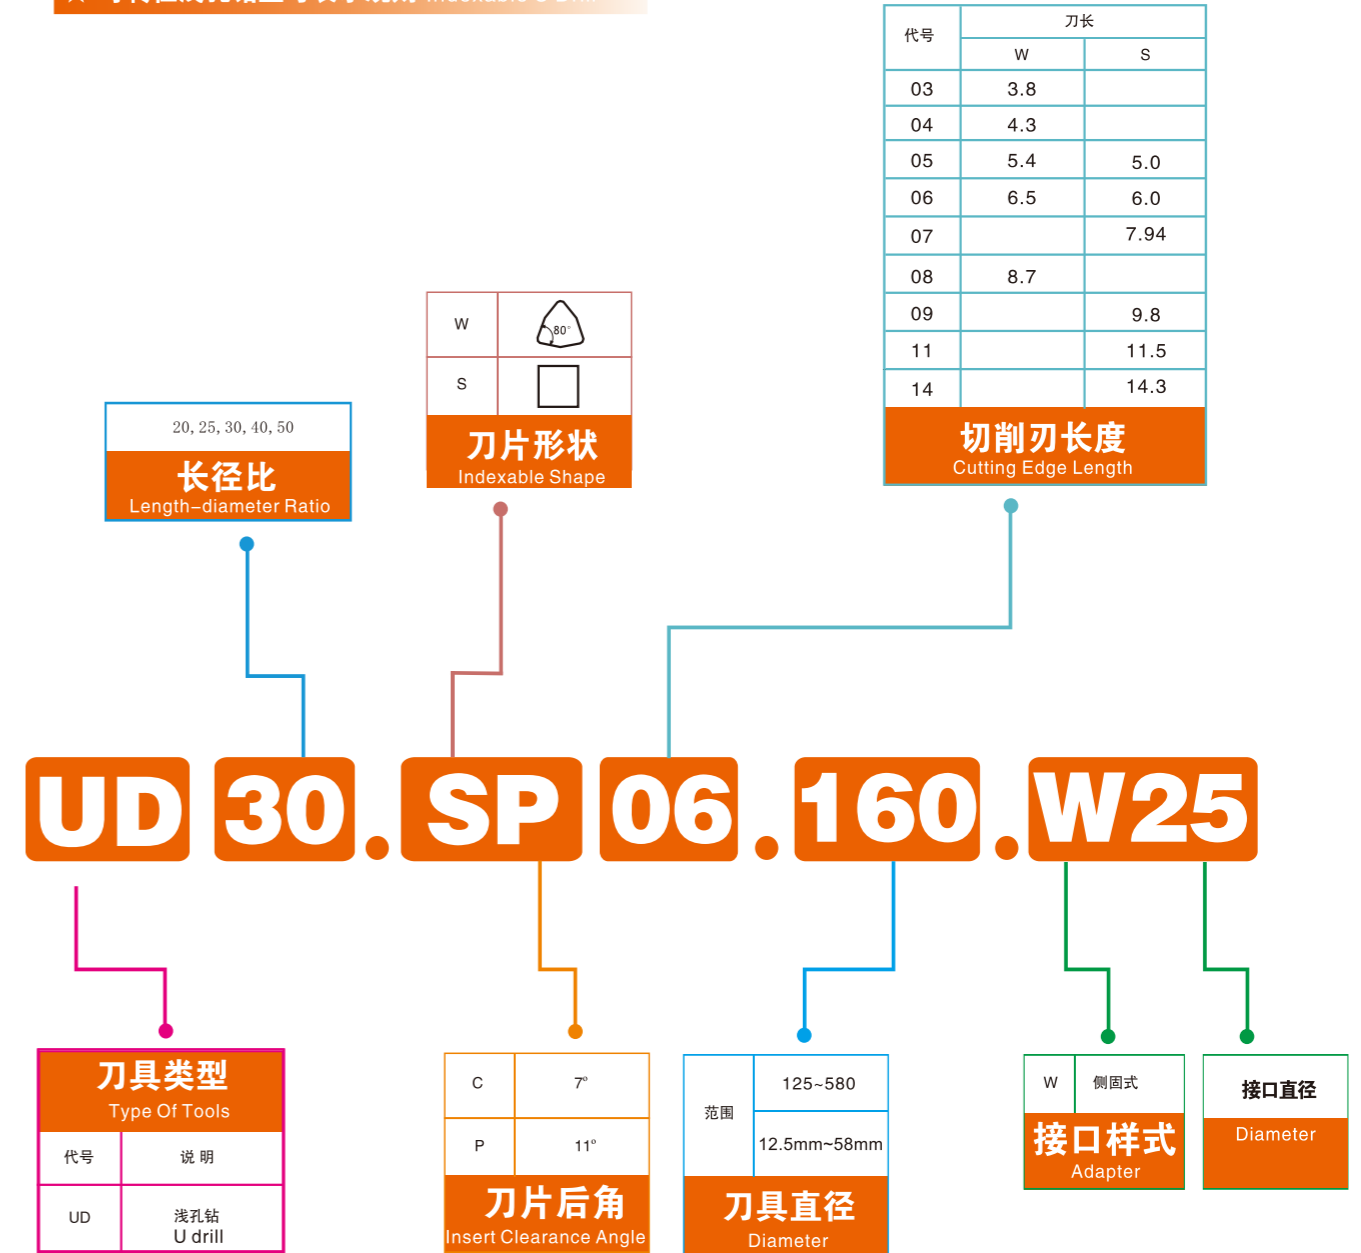 Indexable U Drill
代号 刀长
W S
03 3.8
04 4.3
05 5.4 5.0
06 6.5 6.0
07 7.94
08 8.7
09 9.8
11 11.5
14 14.3
切削刃长度
Cutting Edge Length
W 80°
S
刀片形状
Indexable Shape
20, 25, 30, 40, 50
长径比
Length-diameter Ratio
UD 30 . SP 06 . 160 . W25
刀具类型
Type Of Tools
代号 说 明
UD 浅孔钻
U drill
C 7°
P 11°
刀片后角
Insert Clearance Angle
范围 125~580
12.5mm~58mm
刀具直径
Diameter
W 侧固式
接口样式
Adapter
接口直径
Diameter